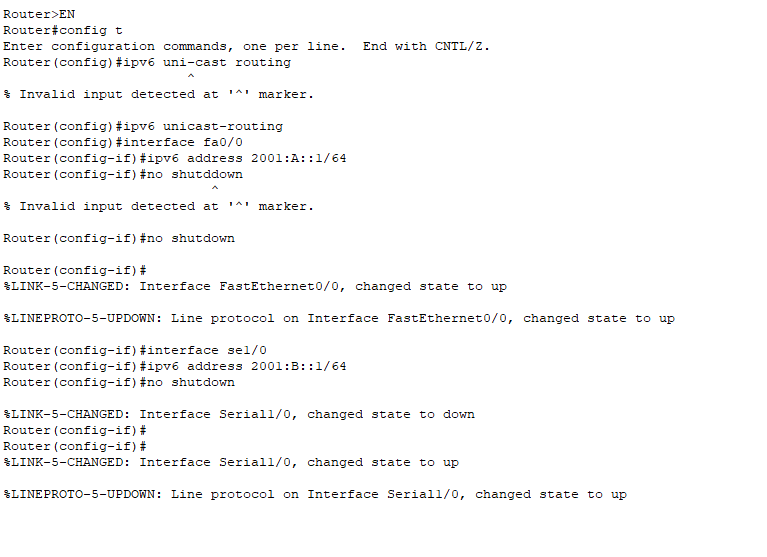 Router>EN
Router#config t
Enter configuration commands, one per line.  End with CNTL/Z.
Router(config)#ipv6 uni-cast routing
                       ^
% Invalid input detected at '^' marker.

Router(config)#ipv6 unicast-routing
Router(config)#interface fa0/0
Router(config-if)#ipv6 address 2001:A::1/64
Router(config-if)#no shutddown
                          ^
% Invalid input detected at '^' marker.

Router(config-if)#no shutdown

Router(config-if)#
%LINK-5-CHANGED: Interface FastEthernet0/0, changed state to up

%LINEPROTO-5-UPDOWN: Line protocol on Interface FastEthernet0/0, changed state to up

Router(config-if)#interface se1/0
Router(config-if)#ipv6 address 2001:B::1/64
Router(config-if)#no shutdown

%LINK-5-CHANGED: Interface Serial1/0, changed state to down
Router(config-if)#
Router(config-if)#
%LINK-5-CHANGED: Interface Serial1/0, changed state to up

%LINEPROTO-5-UPDOWN: Line protocol on Interface Serial1/0, changed state to up